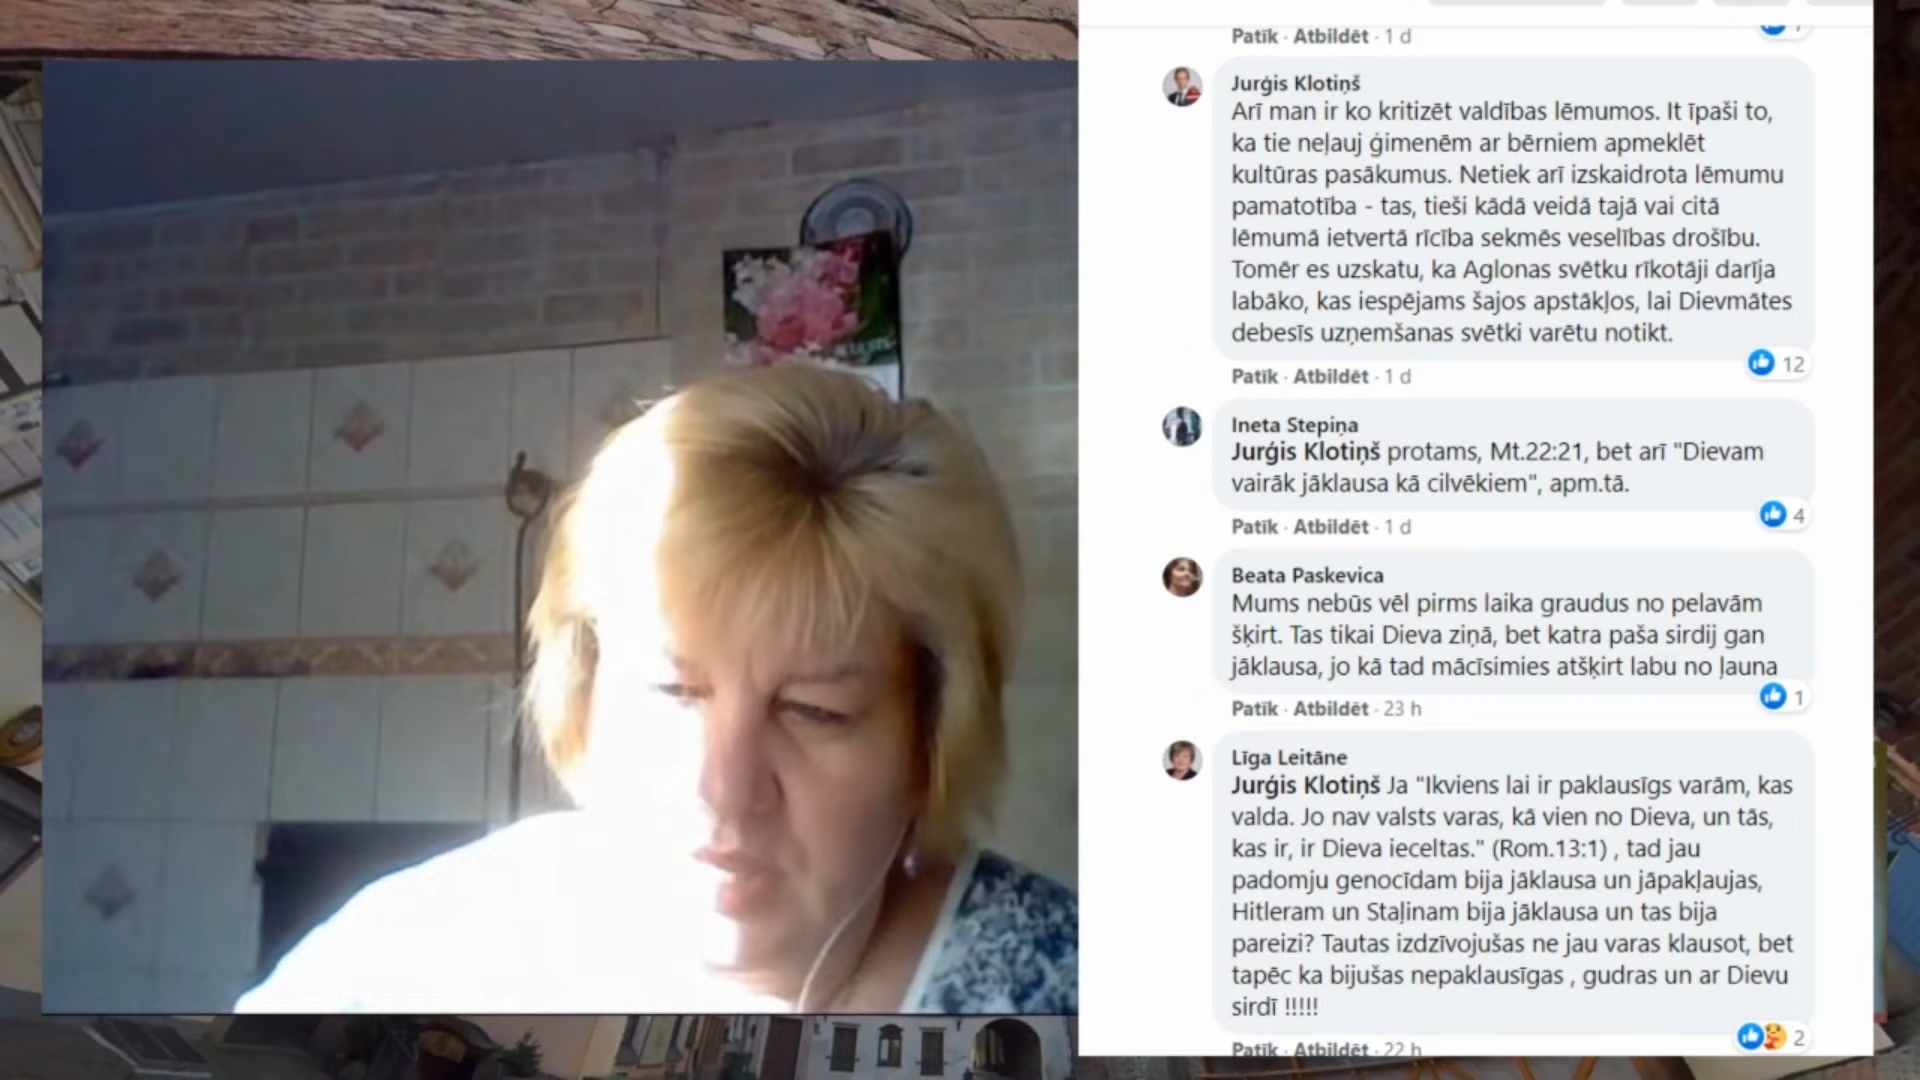 Patīk · Atbildēt · 1 d
Jurģis Klotiņš
Arī man ir ko kritizēt valdības lēmumos. It īpaši to,
ka tie neļauj ģimenēm ar bērniem apmeklēt
kultūras pasākumus. Netiek arī izskaidrota lēmumu
pamatotība - tas, tieši kādā veidā tajā vai citā
lēmumā ietvertā rīcība sekmēs veselības drošību.
Tomēr es uzskatu, ka Aglonas svētku rīkotāji darīja
labāko, kas iespējams šajos apstākļos, lai Dievmātes
debesīs uzņemšanas svētki varētu notikt.
12
Patīk · Atbildēt · 1 d
Ineta Stepiņa
Jurģis Klotiņš protams, Mt.22:21, bet arī "Dievam
vairāk jāklausa kā cilvēkiem", apm.tā.
4
Patīk · Atbildēt · 1 d
Beata Paskevica
Mums nebūs vēl pirms laika graudus no pelavām
šķirt. Tas tikai Dieva ziņā, bet katra paša sirdij gan
jāklausa, jo kā tad mācīsimies atšķirt labu no ļauna
1
Patīk · Atbildēt · 23 h
Līga Leitāne
Jurģis Klotiņš Ja "Ikviens lai ir paklausīgs varām, kas
valda. Jo nav valsts varas, kā vien no Dieva, un tās,
kas ir, ir Dieva ieceltas." (Rom.13:1) , tad jau
padomju genocīdam bija jāklausa un jāpakļaujas,
Hitleram un Staļinam bija jāklausa un tas bija
pareizi? Tautas izdzīvojušas ne jau varas klausot, bet
tapēc ka bijušas nepaklausīgas , gudras un ar Dievu
sirdī !!!!!
2
Patīk · Atbildēt · 22 h